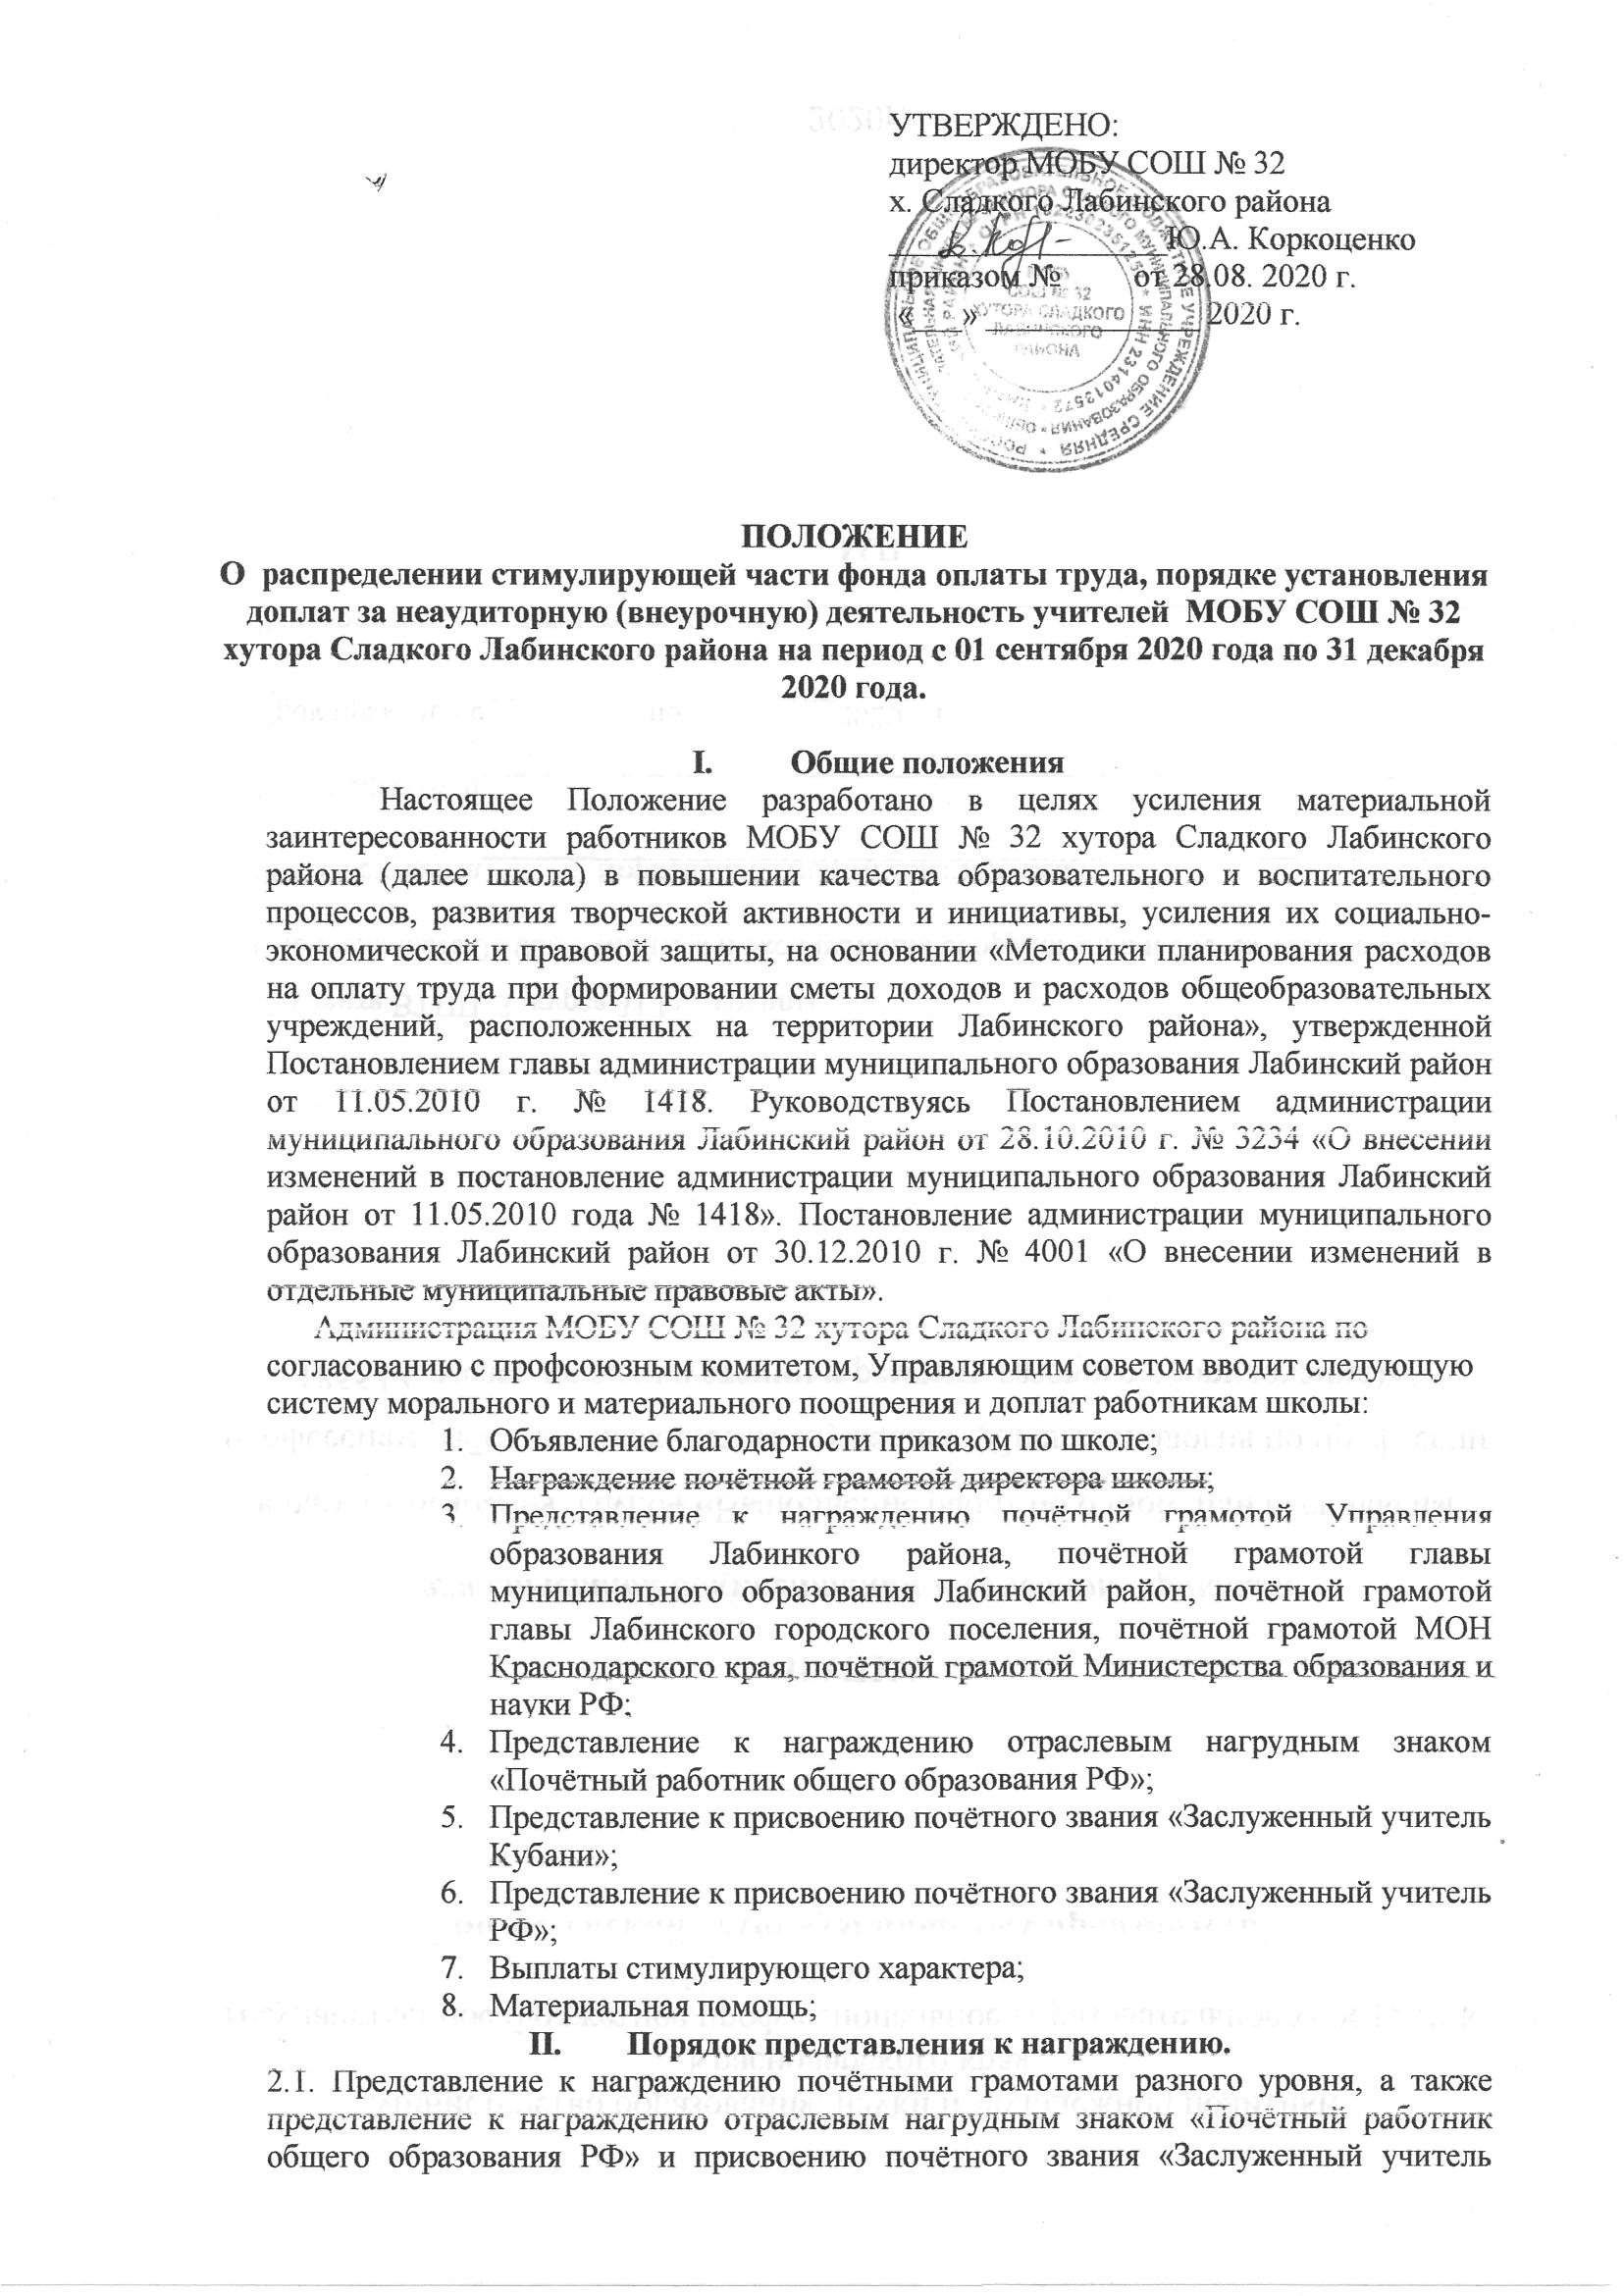 УТВЕРЖДЕНО:
директор МОБУ СОШ № 32
х. Сладкого Лабинского района
Ю.А. Коркоценко
приказом № от 28.08. 2020 г.
«___» _____________ 2020 г.
СОШ № 32
ХУТОРА СЛАДКОГО
ЛАБИНСКОГО
РАЙОНА
ПОЛОЖЕНИЕ
О распределении стимулирующей части фонда оплаты труда, порядке установления
доплат за неаудиторную (внеурочную) деятельность учителей МОБУ СОШ № 32
хутора Сладкого Лабинского района на период с 01 сентября 2020 года по 31 декабря
2020 года.
I. Общие положения
Настоящее Положение разработано в целях усиления материальной
заинтересованности работников МОБУ СОШ № 32 хутора Сладкого Лабинского
района (далее школа) в повышении качества образовательного и воспитательного
процессов, развития творческой активности и инициативы, усиления их социально-
экономической и правовой защиты, на основании «Методики планирования расходов
на оплату труда при формировании сметы доходов и расходов общеобразовательных
учреждений, расположенных на территории Лабинского района», утвержденной
Постановлением главы администрации муниципального образования Лабинский район
от 11.05.2010 г. № 1418. Руководствуясь Постановлением администрации
муниципального образования Лабинский район от 28.10.2010 г. № 3234 «О внесении
изменений в постановление администрации муниципального образования Лабинский
район от 11.05.2010 года № 1418». Постановление администрации муниципального
образования Лабинский район от 30.12.2010 г. № 4001 «О внесении изменений в
отдельные муниципальные правовые акты».
Администрация МОБУ СОШ № 32 хутора Сладкого Лабинского района по
согласованию с профсоюзным комитетом, Управляющим советом вводит следующую
систему морального и материального поощрения и доплат работникам школы:
1. Объявление благодарности приказом по школе;
2. Награждение почётной грамотой директора школы;
3. Представление к награждению почётной грамотой Управления
образования Лабинкого района, почётной грамотой главы
муниципального образования Лабинский район, почётной грамотой
главы Лабинского городского поселения, почётной грамотой МОН
Краснодарского края, почётной грамотой Министерства образования и
науки РФ;
4. Представление к награждению отраслевым нагрудным знаком
«Почётный работник общего образования РФ»;
5. Представление к присвоению почётного звания «Заслуженный учитель
Кубани»;
6. Представление к присвоению почётного звания «Заслуженный учитель
РФ»;
7. Выплаты стимулирующего характера;
8. Материальная помощь;
II. Порядок представления к награждению.
2.1. Представление к награждению почётными грамотами разного уровня, а также
представление к награждению отраслевым нагрудным знаком «Почётный работник
общего образования РФ» и присвоению почётного звания «Заслуженный учитель